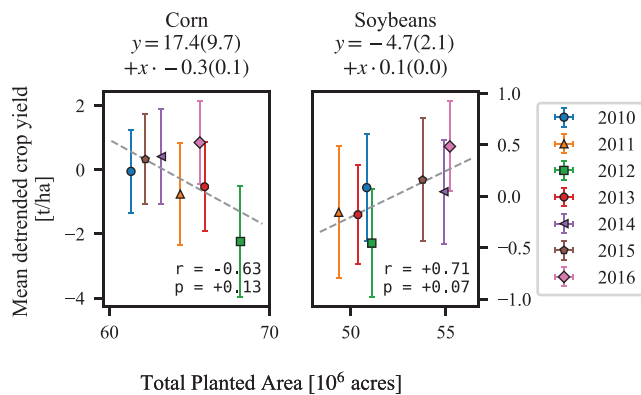 Corn
y = 17.4(9.7)
+x · −0.3(0.1)
Soybeans
y = −4.7(2.1)
+x · 0.1(0.0)
Mean detrended crop yield
[t/ha]
2
0
−2
−4
60
70
r = -0.63
p = +0.13
50
55
r = +0.71
p = +0.07
1.0
0.5
0.0
−0.5
−1.0
2010
2011
2012
2013
2014
2015
2016
Total Planted Area [10⁶ acres]